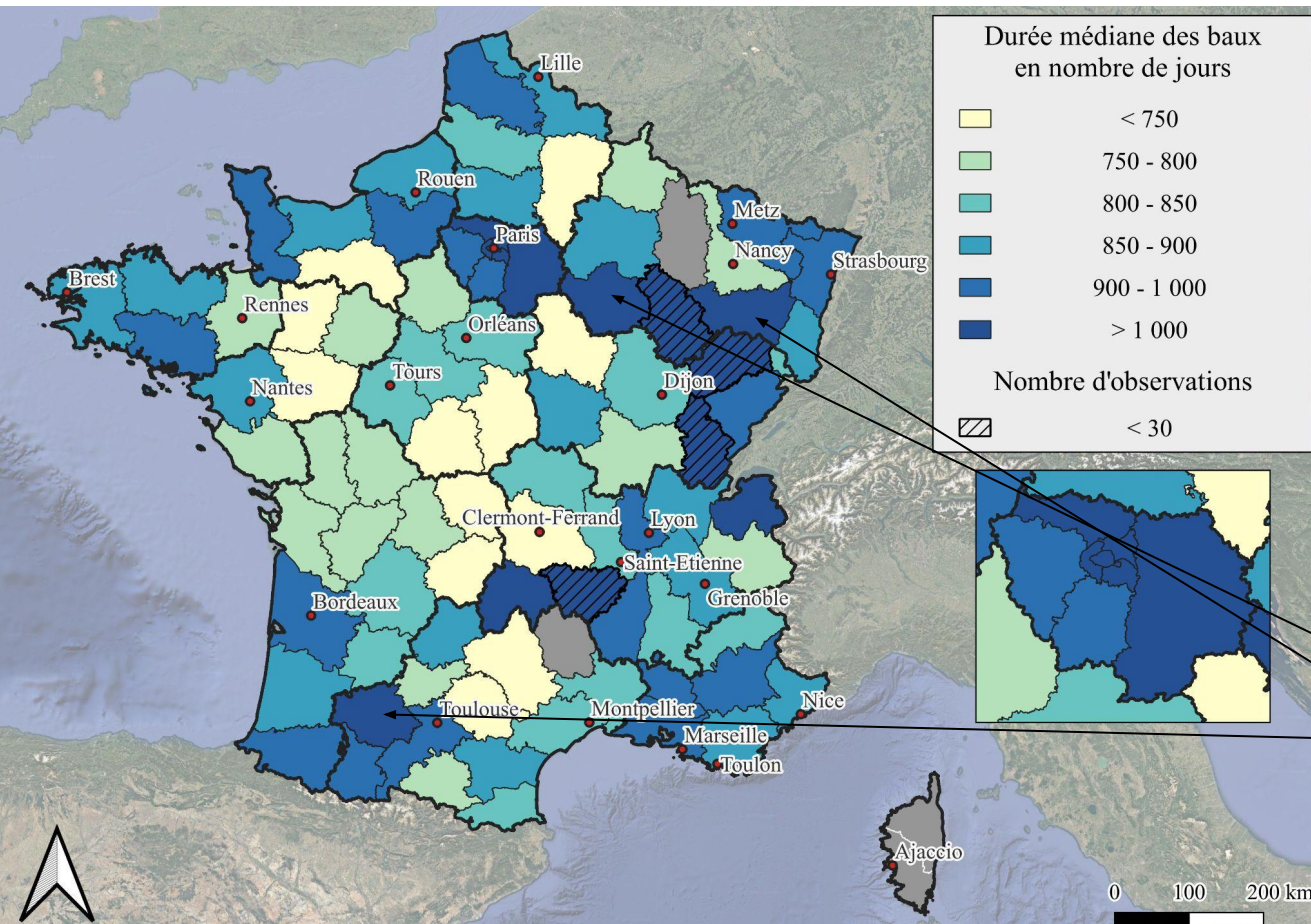 Durée médiane des baux
en nombre de jours
< 750
750 - 800
800 - 850
850 - 900
900 - 1 000
> 1 000
Nombre d'observations
< 30
Lille
Rouen
Metz
Paris
Nancy
Strasbourg
Brest
Rennes
Orléans
Nantes
Tours
Dijon
Clermont-Ferrand
Lyon
Saint-Etienne
Grenoble
Bordeaux
Toulouse
Montpellier
Nice
Marseille
Toulon
Ajaccio
0 100 200 km